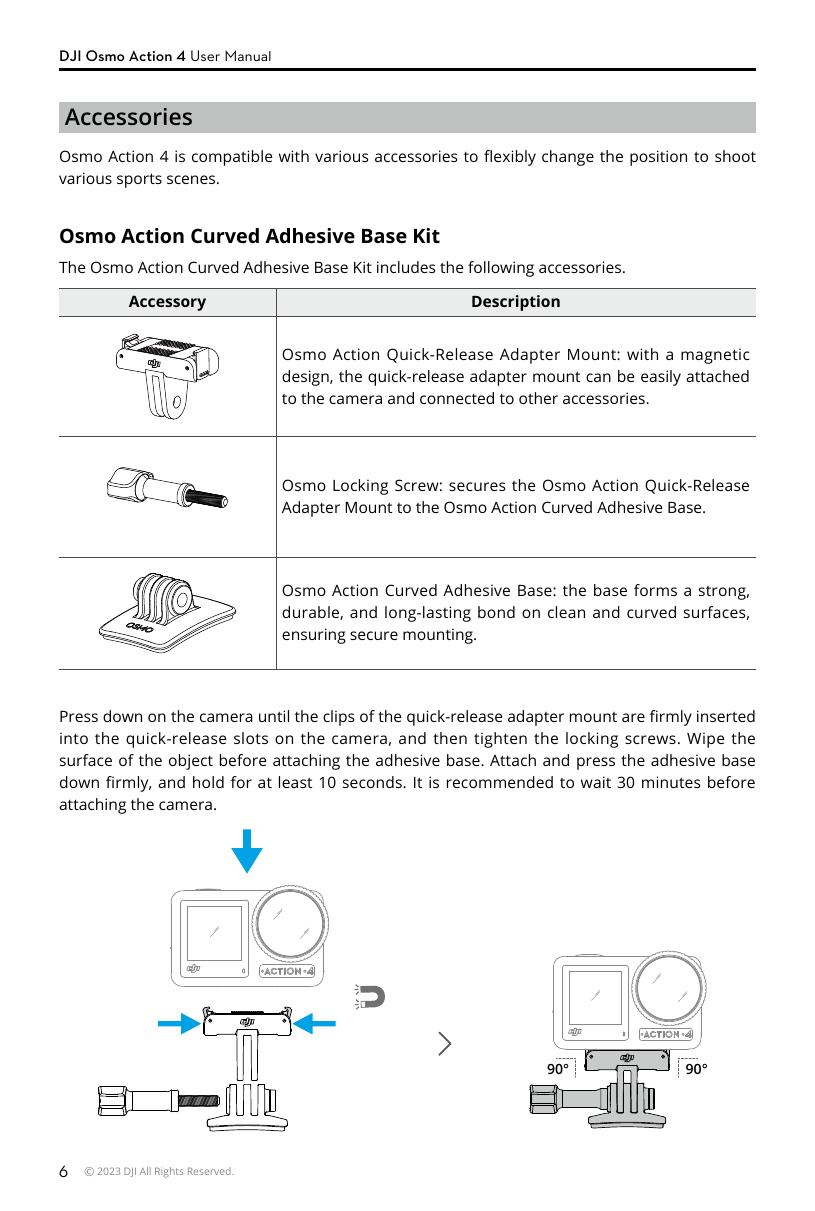 DJI Osmo Action 4 User Manual
Accessories
Osmo Action 4 is compatible with various accessories to flexibly change the position to shoot
various sports scenes.
Osmo Action Curved Adhesive Base Kit
The Osmo Action Curved Adhesive Base Kit includes the following accessories.
Accessory
Description
dji
Osmo Action Quick-Release Adapter Mount: with a magnetic
design, the quick-release adapter mount can be easily attached
to the camera and connected to other accessories.
Osmo Locking Screw: secures the Osmo Action Quick-Release
Adapter Mount to the Osmo Action Curved Adhesive Base.
OSMO
Osmo Action Curved Adhesive Base: the base forms a strong,
durable, and long-lasting bond on clean and curved surfaces,
ensuring secure mounting.
Press down on the camera until the clips of the quick-release adapter mount are firmly inserted
into the quick-release slots on the camera, and then tighten the locking screws. Wipe the
surface of the object before attaching the adhesive base. Attach and press the adhesive base
down firmly, and hold for at least 10 seconds. It is recommended to wait 30 minutes before
attaching the camera.
dji
•ACTION•4
dji
dji
•ACTION•4
dji
90°
90°
6 © 2023 DJI All Rights Reserved.